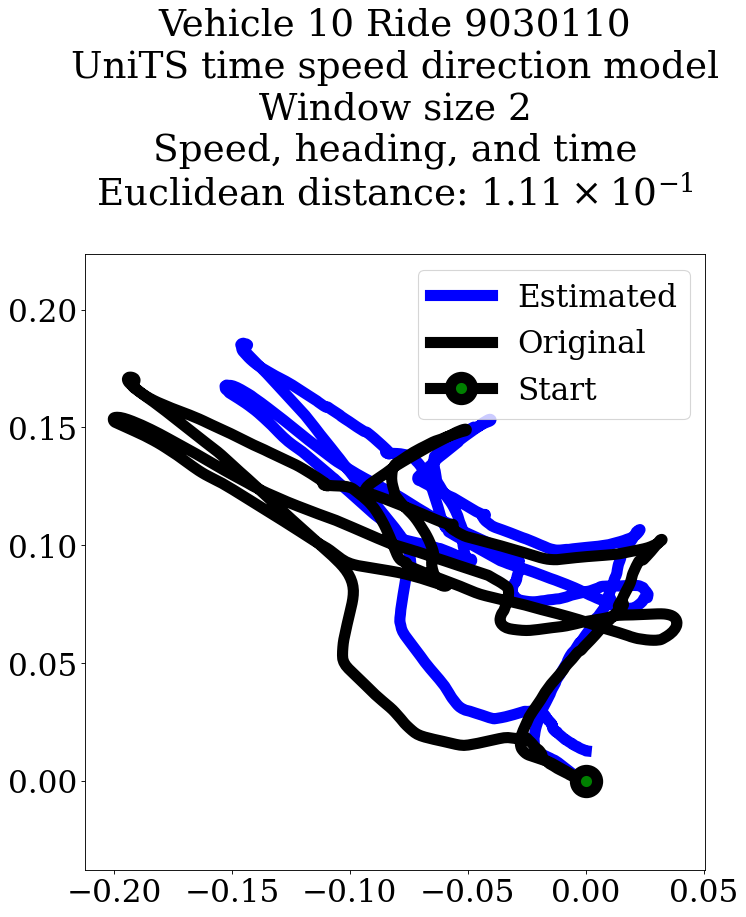 Vehicle 10 Ride 9030110
UniTS time speed direction model
Window size 2
Speed, heading, and time
Euclidean distance: 1.11 × 10⁻¹
Estimated
Original
Start
0.20
0.15
0.10
0.05
0.00
−0.20 −0.15 −0.10 −0.05 0.00 0.05